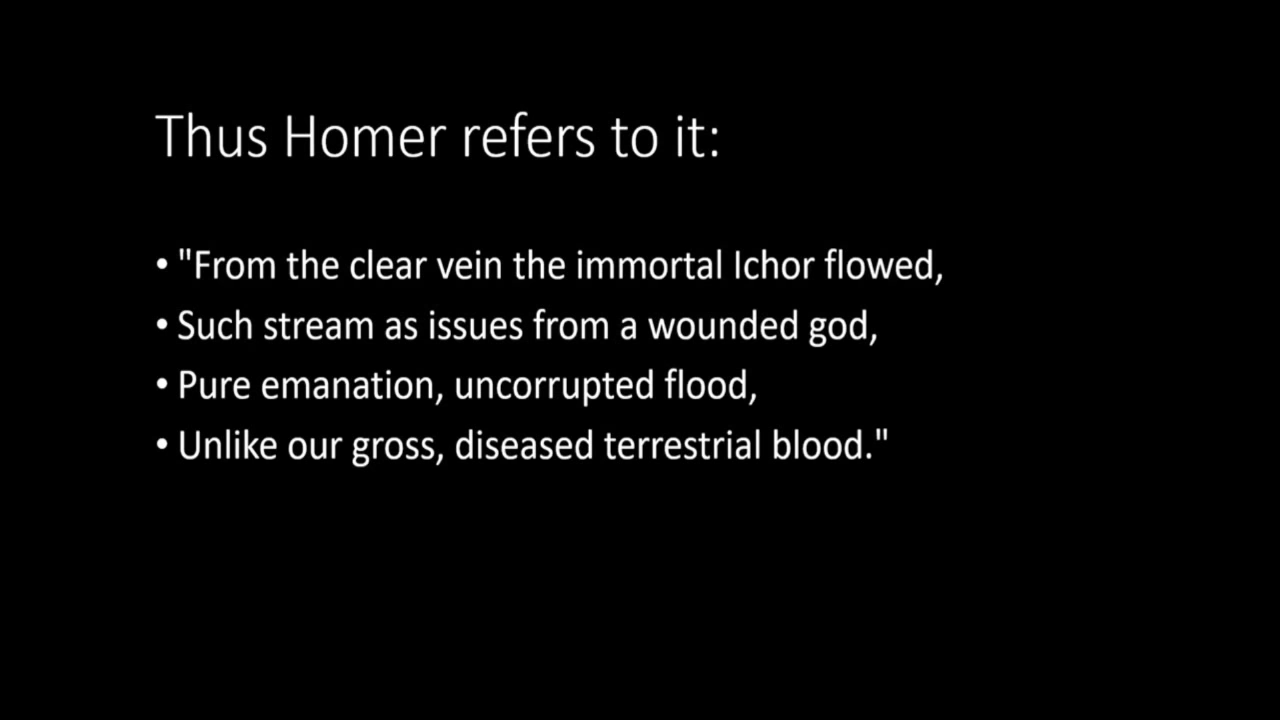 Thus Homer refers to it:
• "From the clear vein the immortal Ichor flowed,
• Such stream as issues from a wounded god,
• Pure emanation, uncorrupted flood,
• Unlike our gross, diseased terrestrial blood."